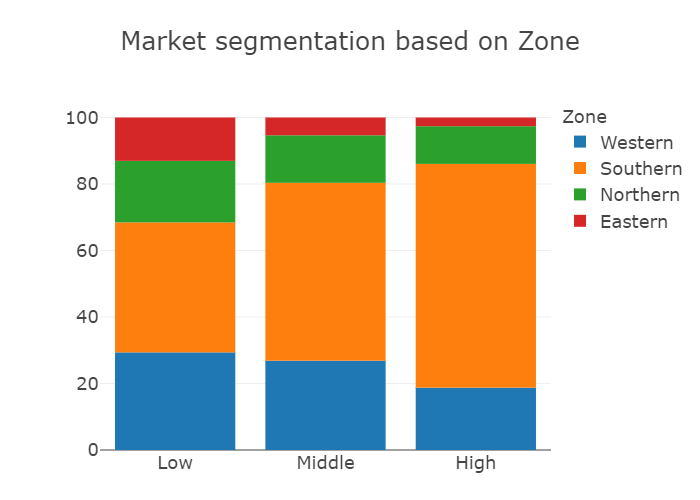 Market segmentation based on Zone
100
80
60
40
20
0
Low Middle High
Zone
Western
Southern
Northern
Eastern